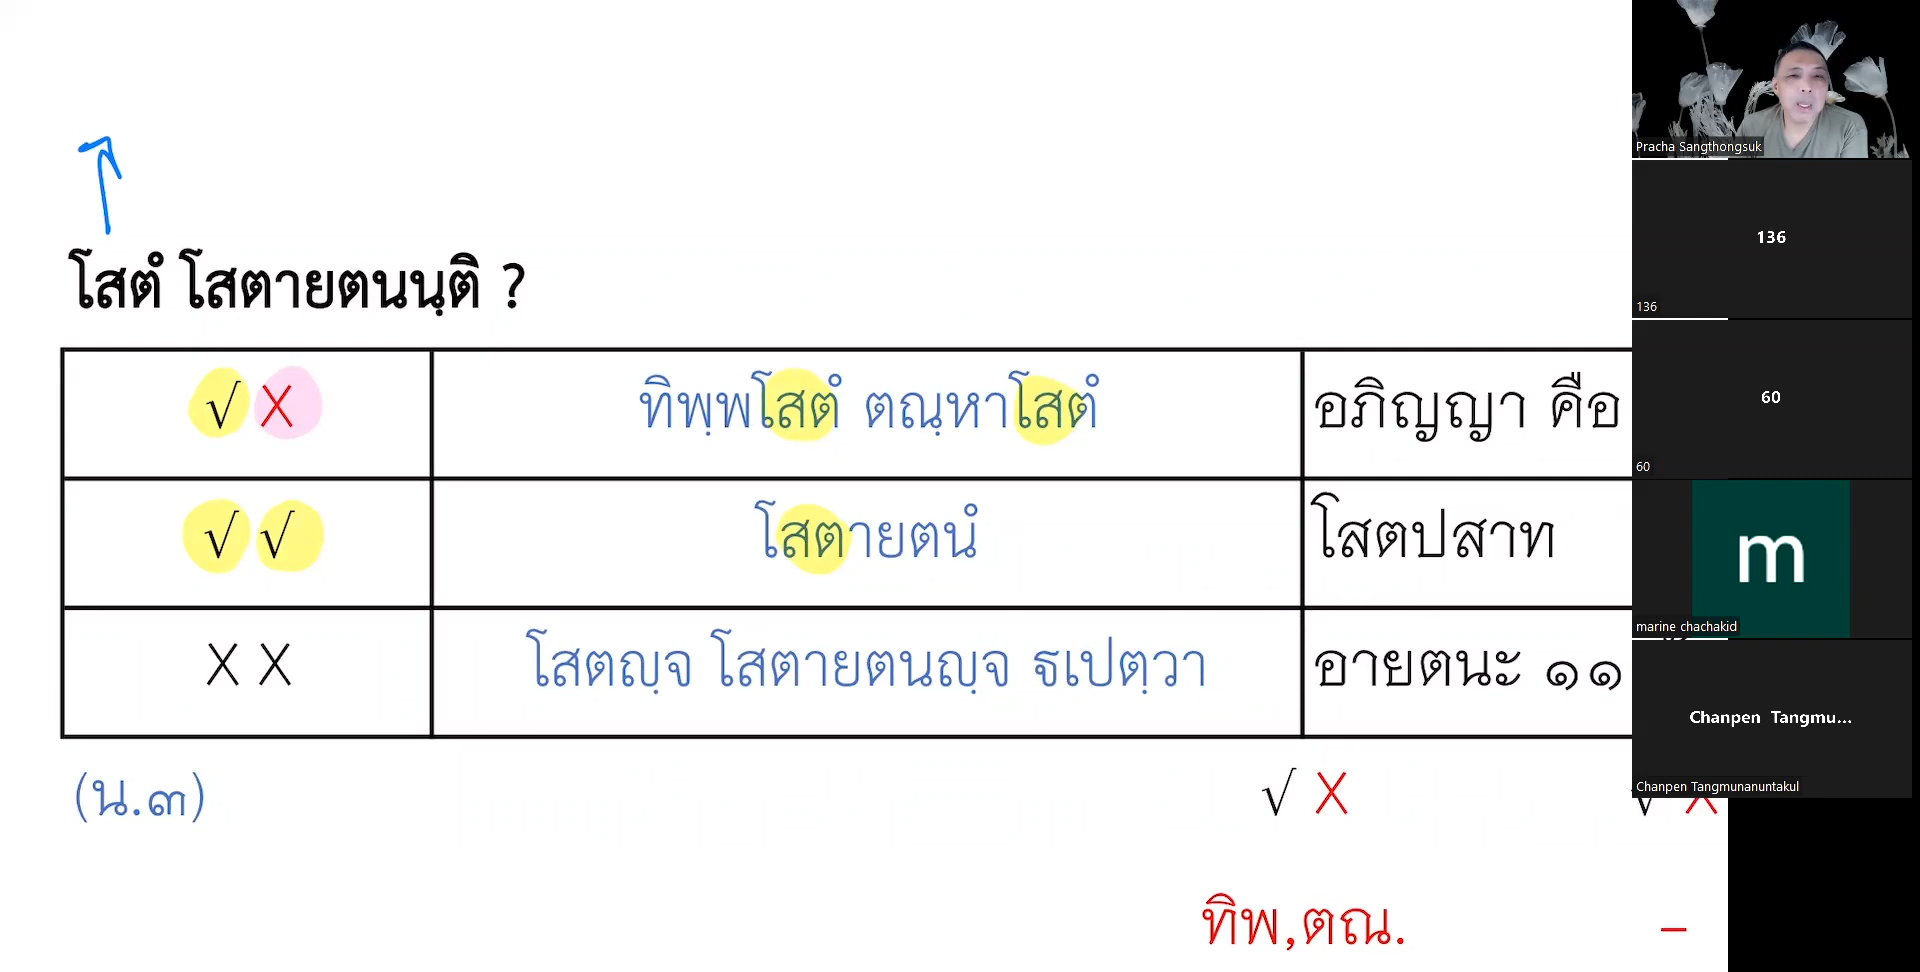 โสตํ โสตายตนนฺติ ?
√ X ทิพฺพโสตํ ตณฺหาโสตํ อภิญญา คือ
√ √ โสตายตนํ โสตปสาท
X X โสตญฺจ โสตายตนญฺจ ฐเปตฺวา อายตนะ ๑๑
(น.๓) √ X √ X
ทิพ,ตณ. –
Pracha Sangthongsuk
136
136
60
60
m
marine chachakid
Chanpen Tangmu...
Chanpen Tangmunanuntakul